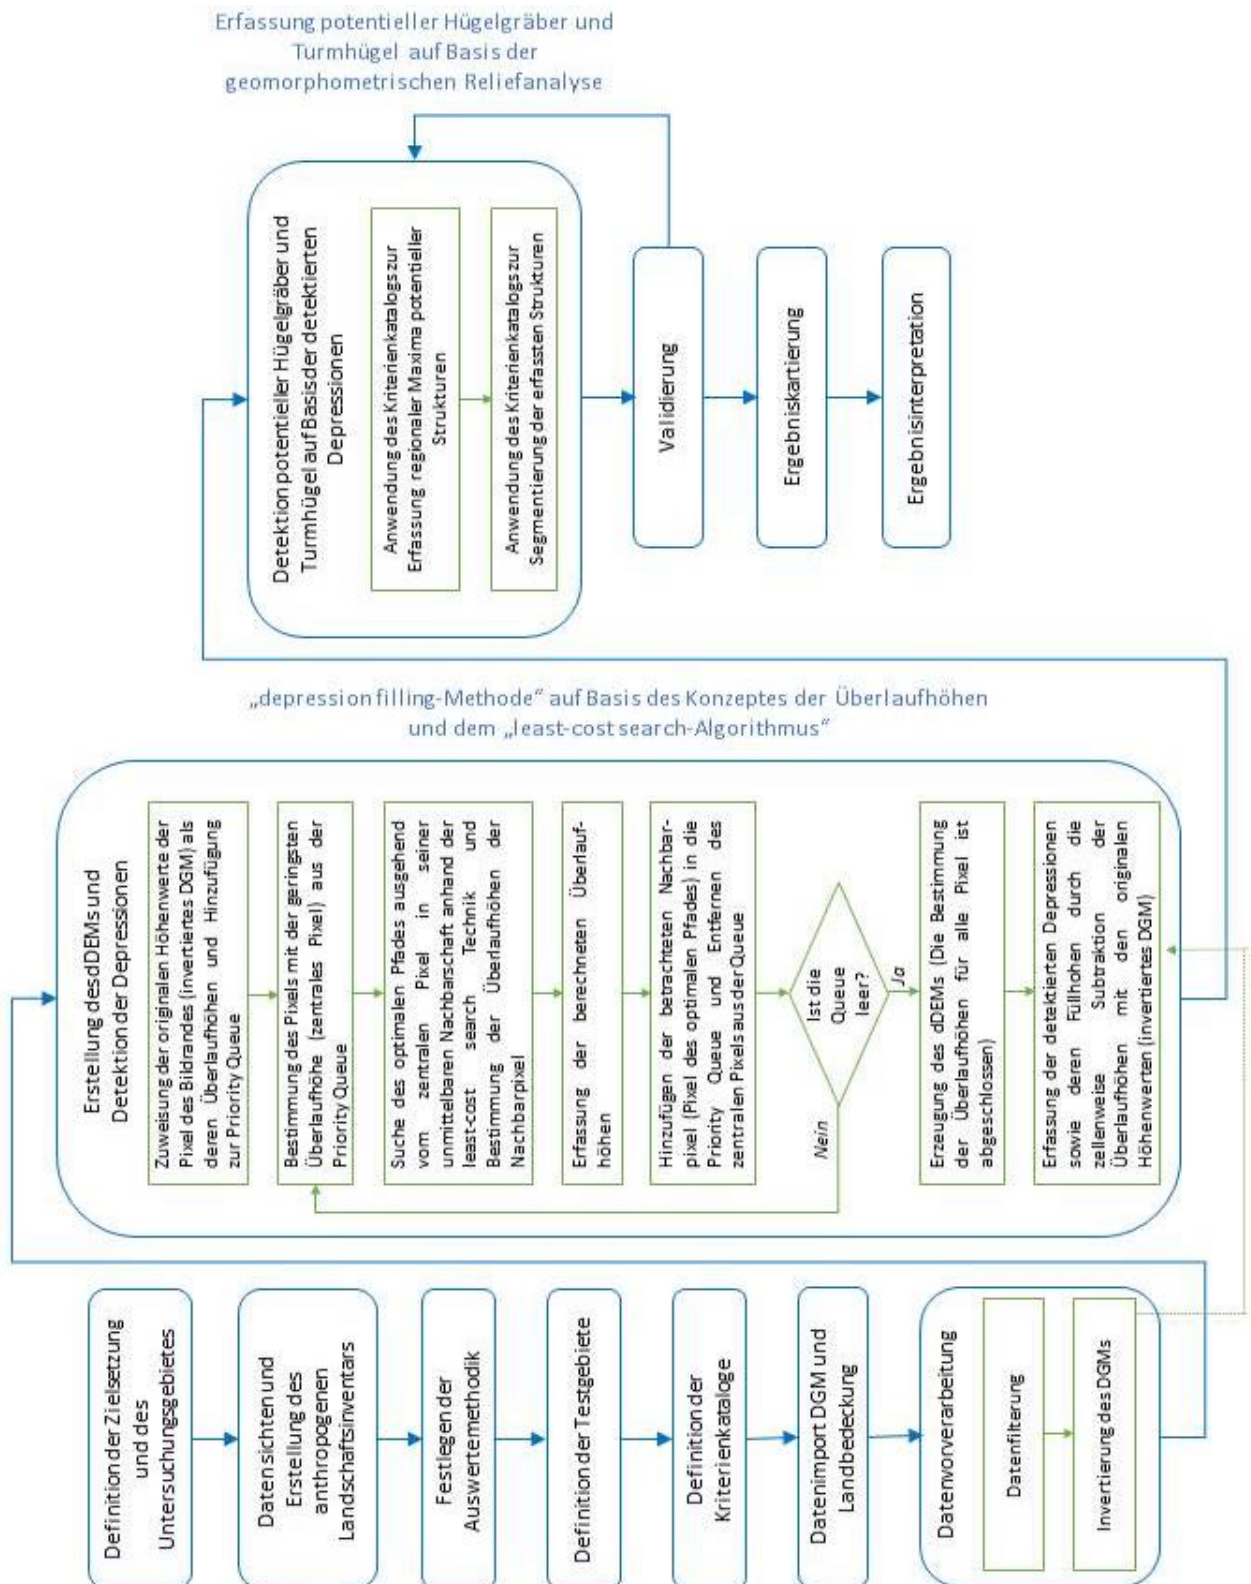 Definition der Zielsetzung
und des
Untersuchungsgebietes
Daten sichten und
Erstellung des
anthropogenen
Landschaftsinventars
Festlegen der
Auswertemethodik
Definition der Testgebiete
Definition der
Kriterienkataloge
Datenimport DGM und
Landbedeckung
Datenvorverarbeitung
Datenfilterung
Invertierung des DGMs
„depression filling-Methode“ auf Basis des Konzeptes der Überlaufhöhen
und dem „least-cost search-Algorithmus“
Erstellung des dDEMs und
Detektion der Depressionen
Zuweisung der originalen Höhenwerte der
Pixel des Bildrandes (invertiertes DGM) als
deren Überlaufhöhen und Hinzufügung
zur Priority Queue
Bestimmung des Pixels mit der geringsten
Überlaufhöhe (zentrales Pixel) aus der
Priority Queue
Suche des optimalen Pfades ausgehend
vom zentralen Pixel in seiner
unmittelbaren Nachbarschaft anhand der
least-cost search Technik und
Bestimmung der Überlaufhöhen der
Nachbarpixel
Erfassung der berechneten Überlauf-
höhen
Hinzufügen der betrachteten Nachbar-
pixel (Pixel des optimalen Pfades) in die
Priority Queue und Entfernen des
zentralen Pixels aus der Queue
Ist die
Queue
leer?
Nein
Ja
Erzeugung des dDEMs (Die Bestimmung
der Überlaufhöhen für alle Pixel ist
abgeschlossen)
Erfassung der detektierten Depressionen
sowie deren Füllhohen durch die
zellenweise Subtraktion der
Überlaufhöhen mit den originalen
Höhenwerten (invertiertes DGM)
Erfassung potentieller Hügelgräber und
Turmhügel auf Basis der
geomorphometrischen Reliefanalyse
Detektion potentieller Hügelgräber und
Turmhügel auf Basis der detektierten
Depressionen
Anwendung des Kriterienkatalogs zur
Erfassung regionaler Maxima potentieller
Strukturen
Anwendung des Kriterienkatalogs zur
Segmentierung der erfassten Strukturen
Validierung
Ergebniskartierung
Ergebnisinterpretation